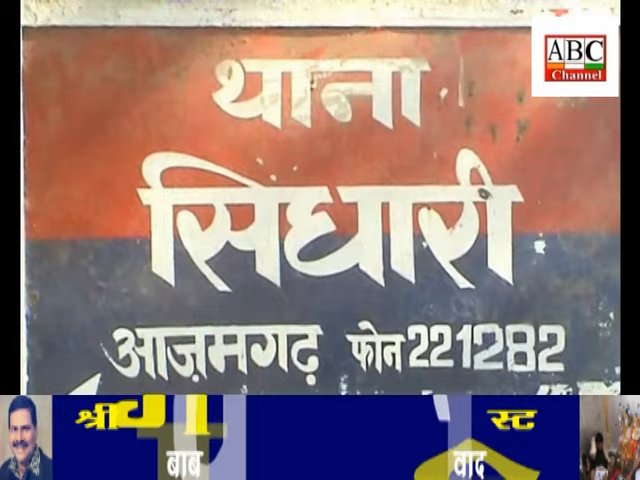 ABC
Channel
थाना
सिंघारी
आज़मगढ़ फोन 221282
श्री
स्ट
बाब
वाद